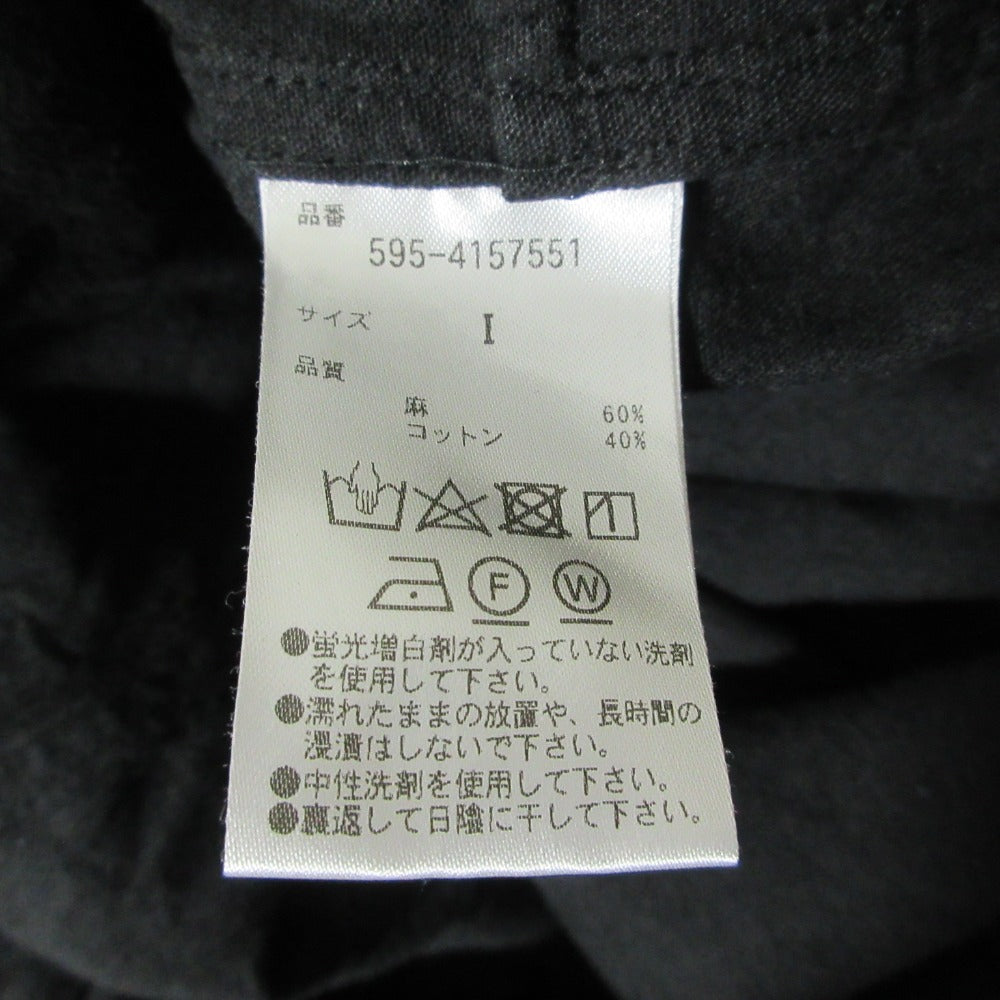 品番
595-4157551
サイズ I
品質
麻 60%
コットン 40%
F W
●蛍光増白剤が入っていない洗剤
を使用して下さい。
●濡れたままの放置や、長時間の
浸漬はしないで下さい。
●中性洗剤を使用して下さい。
●裏返して日陰に干して下さい。